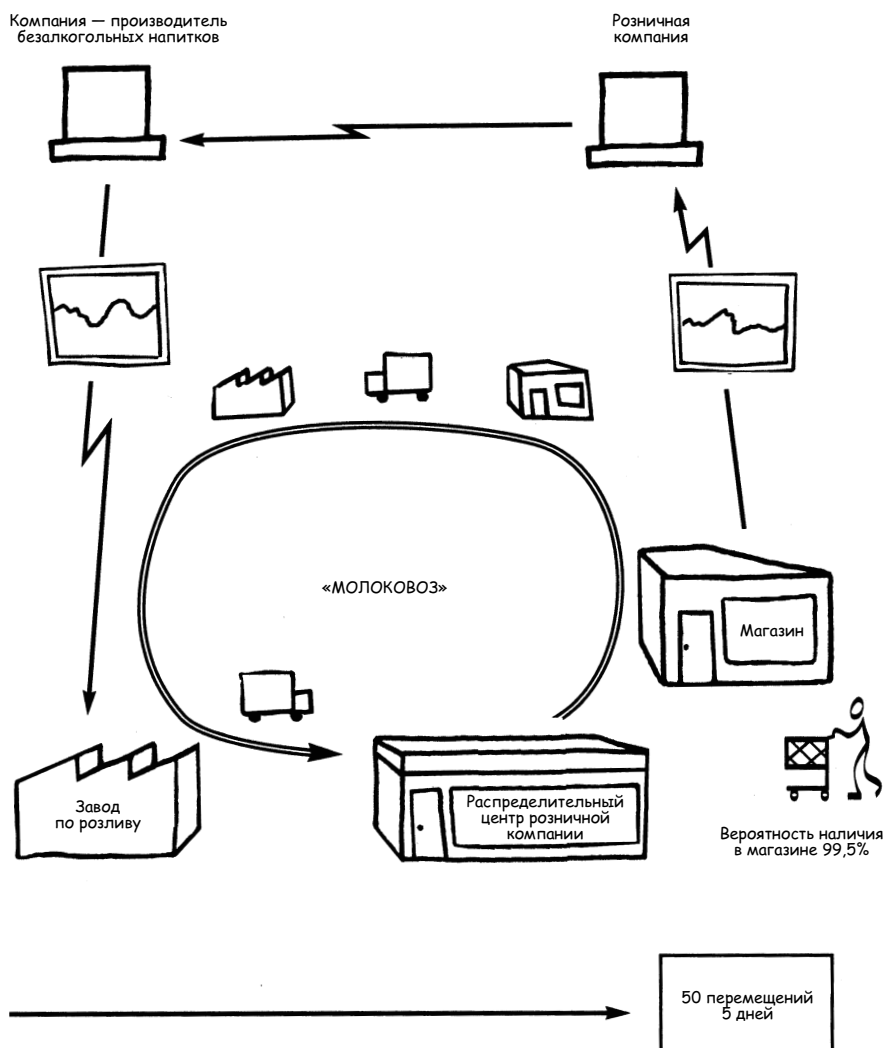 Компания — производитель
безалкогольных напитков
Розничная
компания
«МОЛОКОВОЗ»
Магазин
Завод
по розливу
Распределительный
центр розничной
компании
Вероятность наличия
в магазине 99,5%
50 перемещений
5 дней